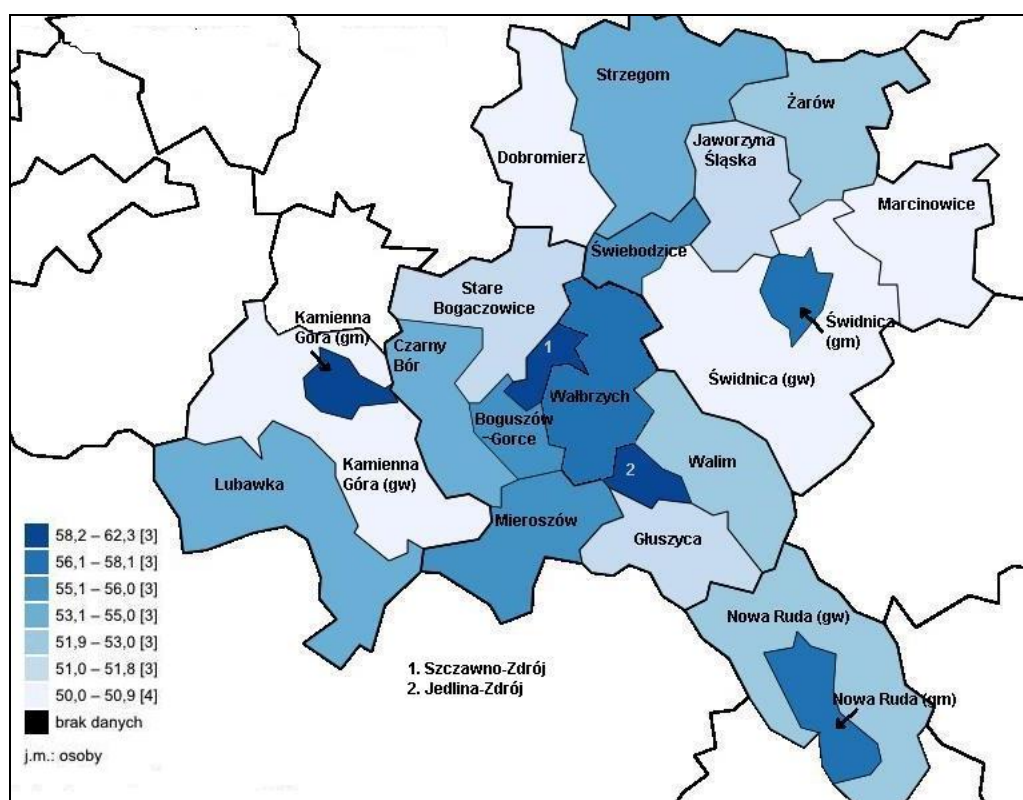 Strzegom
Żarów
Jaworzyna
Śląska
Dobromierz
Marcinowice
Świebodzice
Stare
Bogaczowice
Kamienna
Góra (gm)
Świdnica
(gm)
Czarny
Bór
1
Świdnica (gw)
Wałbrzych
Boguszów
-Gorce
Walim
2
Kamienna
Góra (gw)
Lubawka
Mieroszów
Głuszyca
Nowa Ruda (gw)
Nowa Ruda (gm)
58,2 – 62,3 [3]
56,1 – 58,1 [3]
55,1 – 56,0 [3]
53,1 – 55,0 [3]
51,9 – 53,0 [3]
51,0 – 51,8 [3]
50,0 – 50,9 [4]
brak danych
j.m.: osoby
1. Szczawno-Zdrój
2. Jedlina-Zdrój